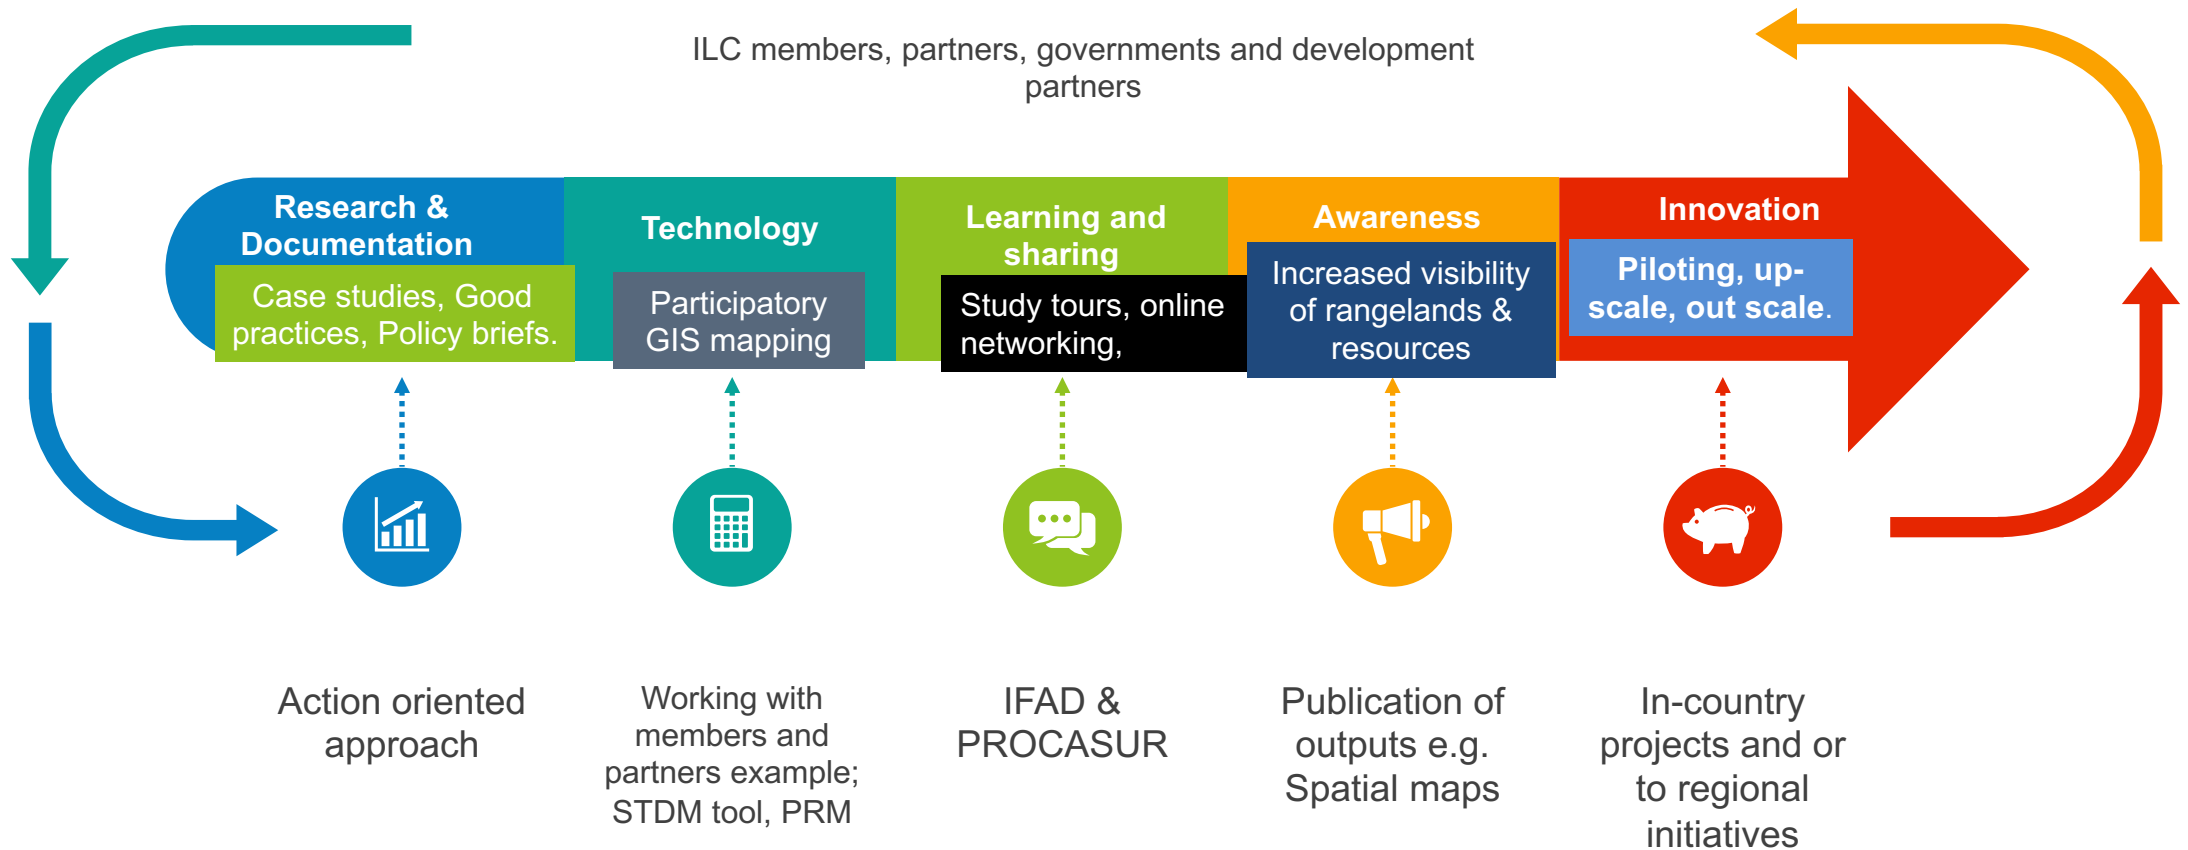 ILC members, partners, governments and development
partners
Research &
Documentation
Case studies, Good
practices, Policy briefs.
Technology
Participatory
GIS mapping
Learning and
sharing
Study tours, online
networking,
Awareness
Increased visibility
of rangelands &
resources
Innovation
Piloting, up-
scale, out scale.
Action oriented
approach
Working with
members and
partners example;
STDM tool, PRM
IFAD &
PROCASUR
Publication of
outputs e.g.
Spatial maps
In-country
projects and or
to regional
initiatives